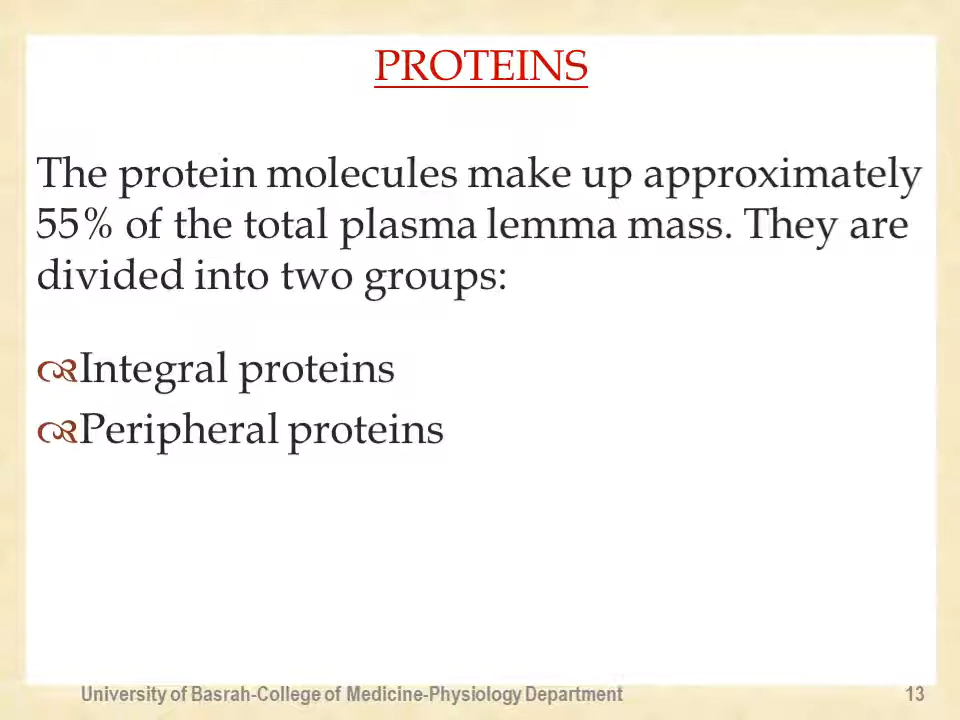 PROTEINS
The protein molecules make up approximately
55% of the total plasma lemma mass. They are
divided into two groups:
Integral proteins
Peripheral proteins
University of Basrah-College of Medicine-Physiology Department 13